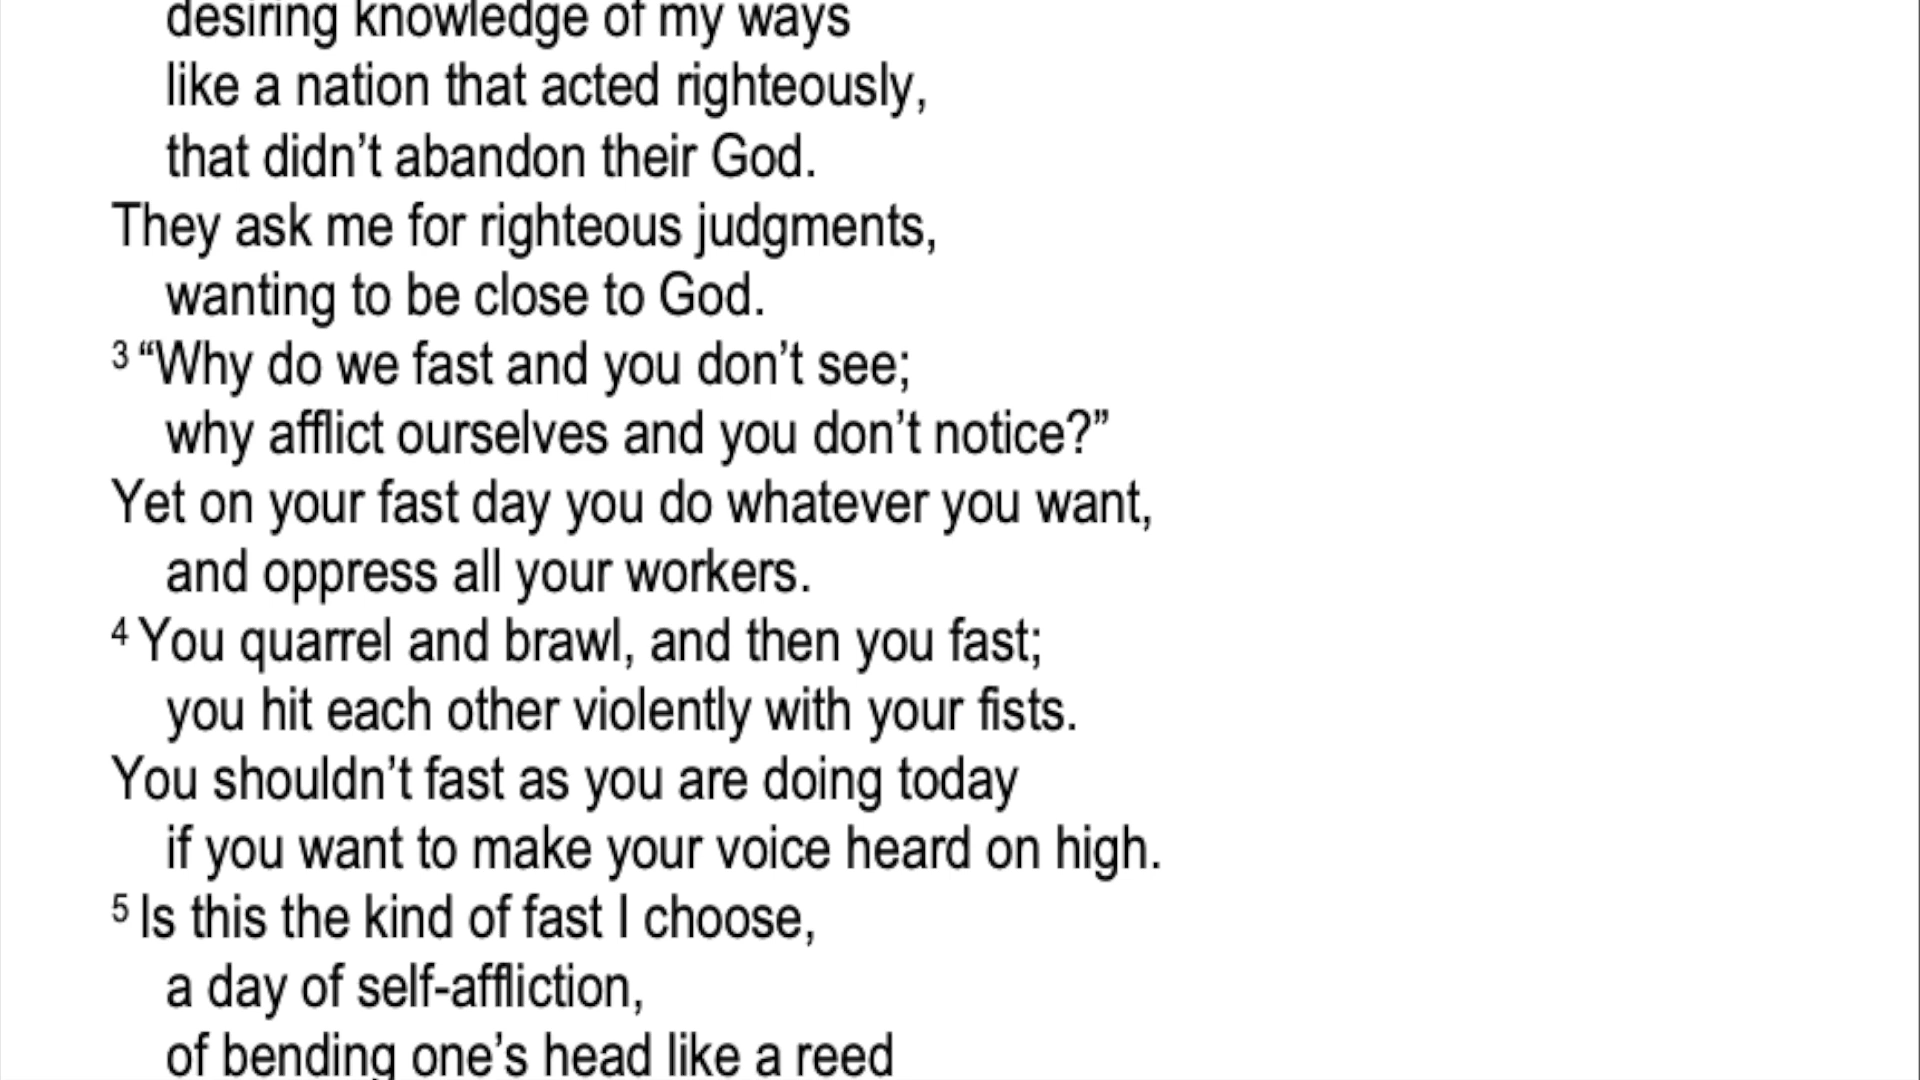 desiring knowledge of my ways
like a nation that acted righteously,
that didn’t abandon their God.
They ask me for righteous judgments,
wanting to be close to God.
3 “Why do we fast and you don’t see;
why afflict ourselves and you don’t notice?”
Yet on your fast day you do whatever you want,
and oppress all your workers.
4 You quarrel and brawl, and then you fast;
you hit each other violently with your fists.
You shouldn’t fast as you are doing today
if you want to make your voice heard on high.
5 Is this the kind of fast I choose,
a day of self-affliction,
of bending one’s head like a reed